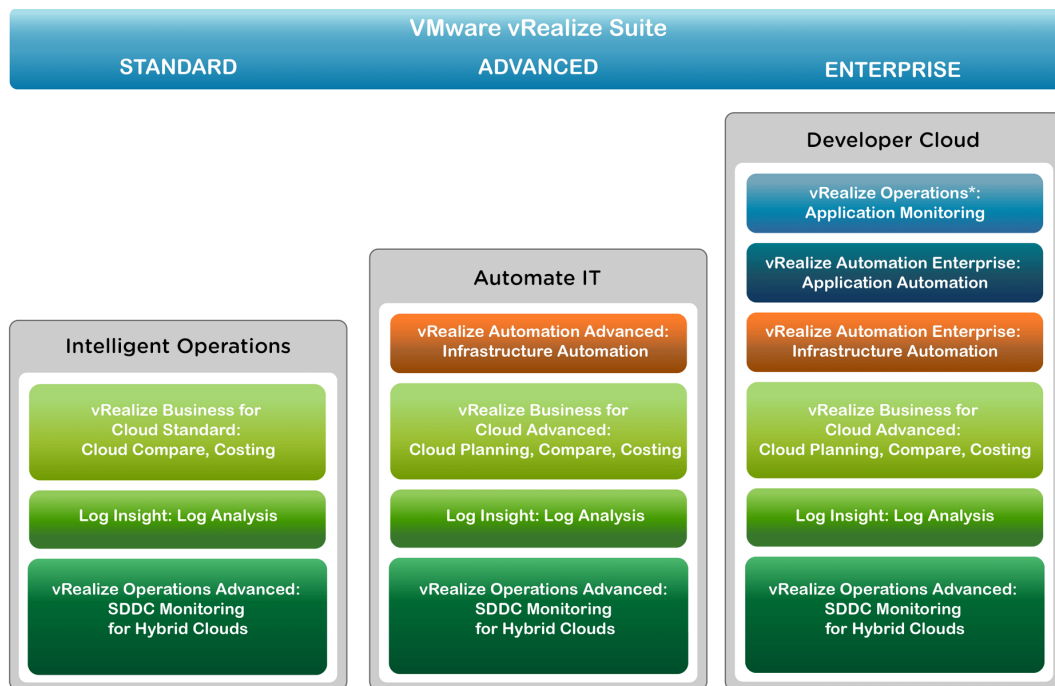 VMware vRealize Suite
STANDARD
ADVANCED
ENTERPRISE
Intelligent Operations
vRealize Business for
Cloud Standard:
Cloud Compare, Costing
Log Insight: Log Analysis
vRealize Operations Advanced:
SDDC Monitoring
for Hybrid Clouds
Automate IT
vRealize Automation Advanced:
Infrastructure Automation
vRealize Business for
Cloud Advanced:
Cloud Planning, Compare, Costing
Log Insight: Log Analysis
vRealize Operations Advanced:
SDDC Monitoring
for Hybrid Clouds
Developer Cloud
vRealize Operations*:
Application Monitoring
vRealize Automation Enterprise:
Application Automation
vRealize Automation Enterprise:
Infrastructure Automation
vRealize Business for
Cloud Advanced:
Cloud Planning, Compare, Costing
Log Insight: Log Analysis
vRealize Operations Advanced:
SDDC Monitoring
for Hybrid Clouds